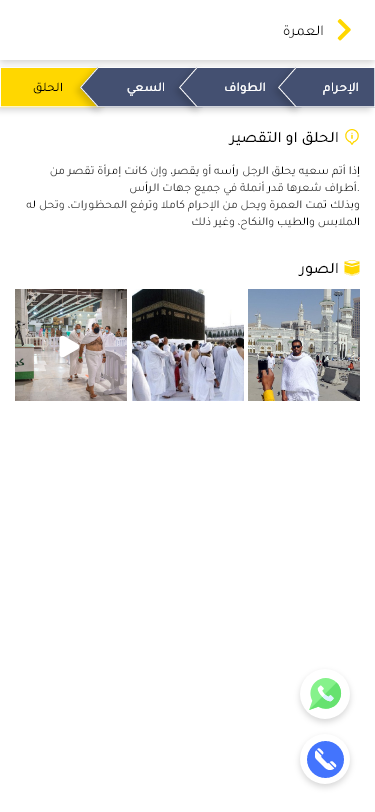 العمرة
الإحرام
الطواف
السعي
الحلق
الحلق او التقصير
إذا أتم سعيه يحلق الرجل رأسه أو يقصر، وإن كانت إمرأة تقصر من
.أطراف شعرها قدر أنملة في جميع جهات الرأس
وبذلك تمت العمرة ويحل من الإحرام كاملا وترفع المحظورات، وتحل له
الملابس والطيب والنكاح، وغير ذلك
الصور